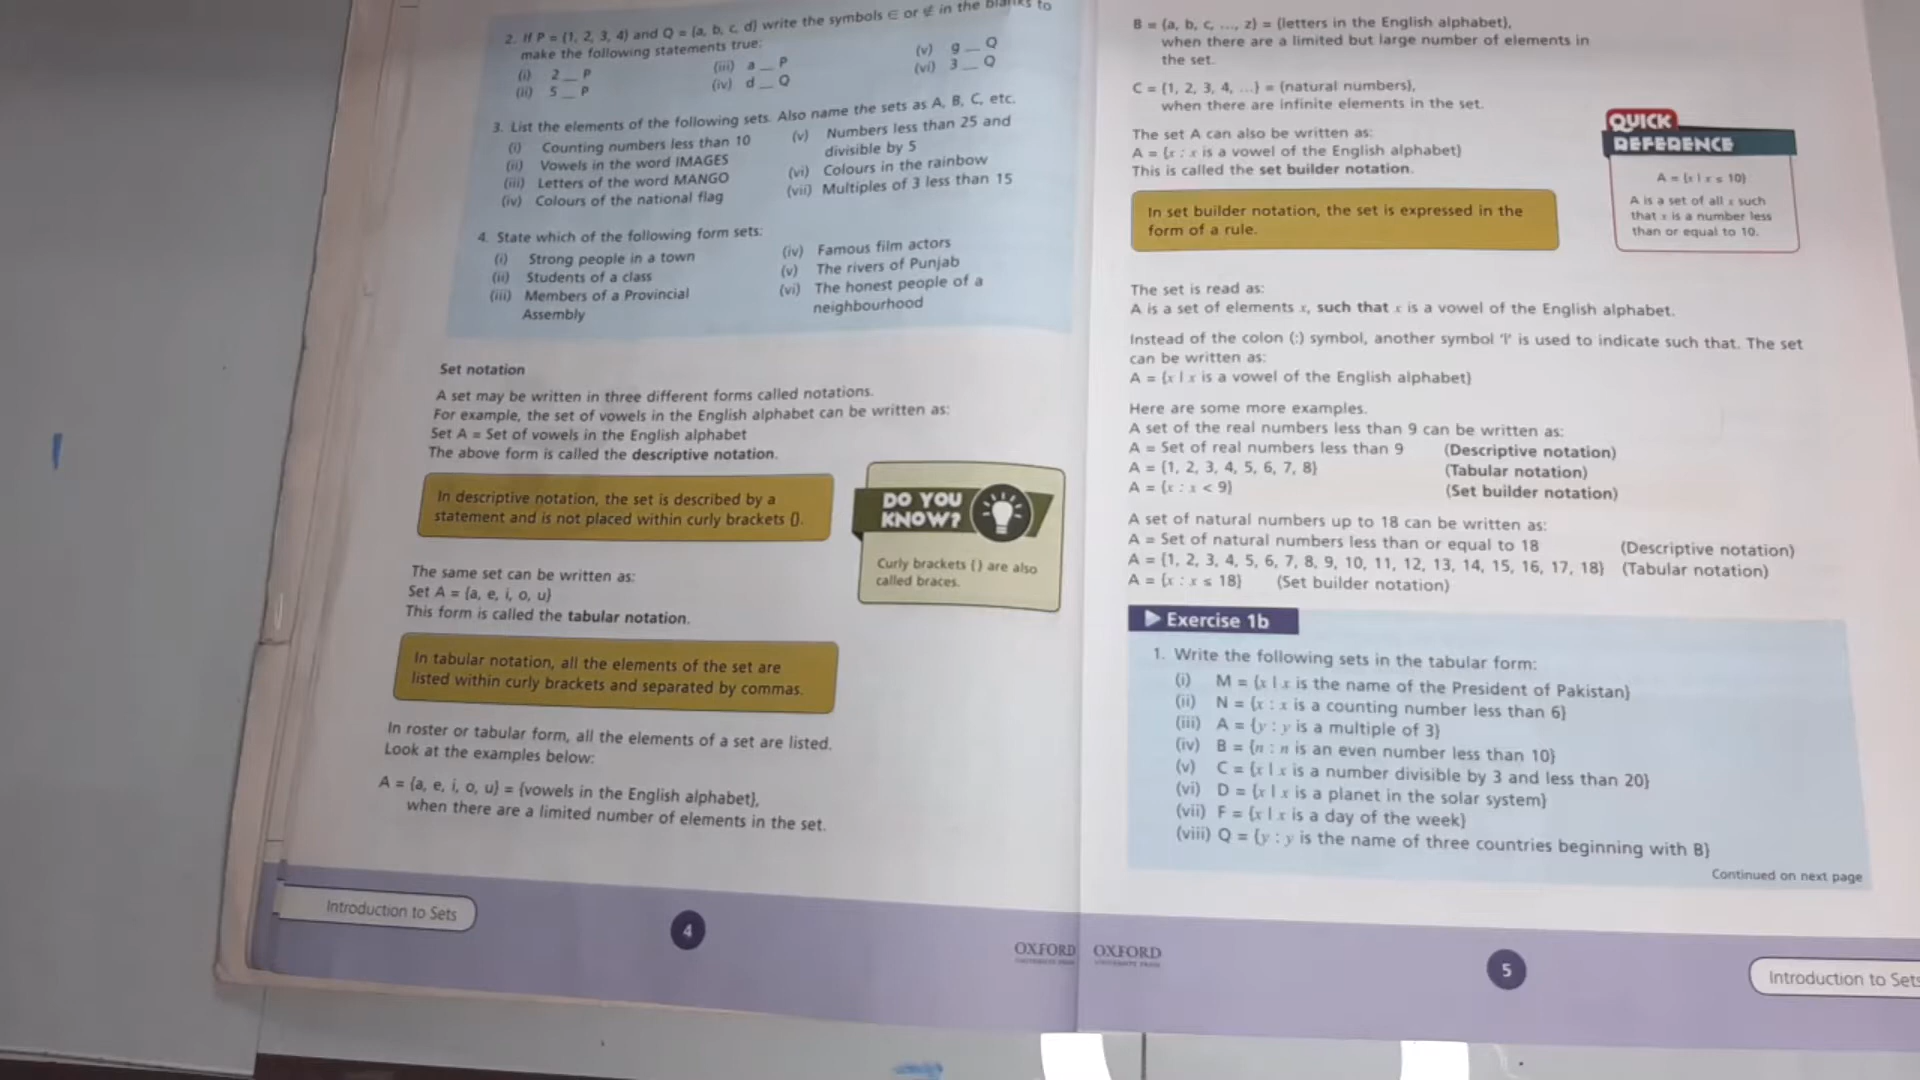 2. If P = {1, 2, 3, 4} and Q = {a, b, c, d} write the symbols ∈ or ∉ in the blanks to
make the following statements true:
(i) 2 __ P
(ii) 5 __ P
(iii) a __ P
(iv) d __ Q
(v) g __ Q
(vi) 3 __ Q
3. List the elements of the following sets. Also name the sets as A, B, C, etc.
(i) Counting numbers less than 10
(ii) Vowels in the word IMAGES
(iii) Letters of the word MANGO
(iv) Colours of the national flag
(v) Numbers less than 25 and
divisible by 5
(vi) Colours in the rainbow
(vii) Multiples of 3 less than 15
4. State which of the following form sets:
(i) Strong people in a town
(ii) Students of a class
(iii) Members of a Provincial
Assembly
(iv) Famous film actors
(v) The rivers of Punjab
(vi) The honest people of a
neighbourhood
Set notation
A set may be written in three different forms called notations.
For example, the set of vowels in the English alphabet can be written as:
Set A = Set of vowels in the English alphabet
The above form is called the descriptive notation.
In descriptive notation, the set is described by a
statement and is not placed within curly brackets {}.
DO YOU
KNOW?
Curly brackets { } are also
called braces.
The same set can be written as:
Set A = {a, e, i, o, u}
This form is called the tabular notation.
In tabular notation, all the elements of the set are
listed within curly brackets and separated by commas.
In roster or tabular form, all the elements of a set are listed.
Look at the examples below:
A = {a, e, i, o, u} = {vowels in the English alphabet},
when there are a limited number of elements in the set.
Introduction to Sets
4
OXFORD
UNIVERSITY PRESS
B = {a, b, c, ..., z} = {letters in the English alphabet},
when there are a limited but large number of elements in
the set.
C = {1, 2, 3, 4, ...} = {natural numbers},
when there are infinite elements in the set.
The set A can also be written as:
A = {x : x is a vowel of the English alphabet}
This is called the set builder notation.
QUICK
REFERENCE
A = {x | x ≤ 10}
A is a set of all x such
that x is a number less
than or equal to 10.
In set builder notation, the set is expressed in the
form of a rule.
The set is read as:
A is a set of elements x, such that x is a vowel of the English alphabet.
Instead of the colon (:) symbol, another symbol '|' is used to indicate such that. The set
can be written as:
A = {x | x is a vowel of the English alphabet}
Here are some more examples.
A set of the real numbers less than 9 can be written as:
A = Set of real numbers less than 9 (Descriptive notation)
A = {1, 2, 3, 4, 5, 6, 7, 8} (Tabular notation)
A = {x : x < 9} (Set builder notation)
A set of natural numbers up to 18 can be written as:
A = Set of natural numbers less than or equal to 18 (Descriptive notation)
A = {1, 2, 3, 4, 5, 6, 7, 8, 9, 10, 11, 12, 13, 14, 15, 16, 17, 18} (Tabular notation)
A = {x : x ≤ 18} (Set builder notation)
Exercise 1b
1. Write the following sets in the tabular form:
(i) M = {x | x is the name of the President of Pakistan}
(ii) N = {x : x is a counting number less than 6}
(iii) A = {y : y is a multiple of 3}
(iv) B = {n : n is an even number less than 10}
(v) C = {x | x is a number divisible by 3 and less than 20}
(vi) D = {x | x is a planet in the solar system}
(vii) F = {x | x is a day of the week}
(viii) Q = {y : y is the name of three countries beginning with B}
Continued on next page
OXFORD
UNIVERSITY PRESS
5
Introduction to Sets